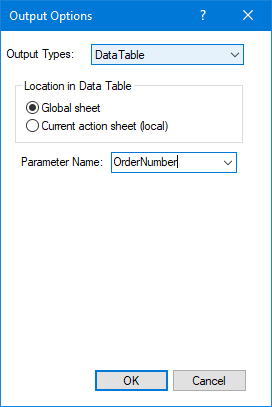 Output Options ?
Output Types: DataTable
Location in Data Table
Global sheet
Current action sheet (local)
Parameter Name: OrderNumber
OK Cancel